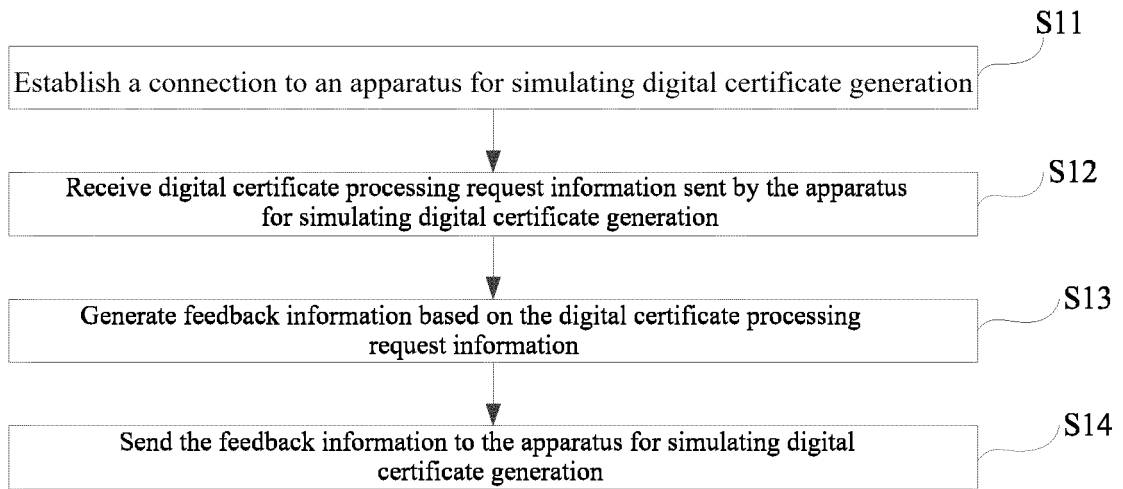 S11
Establish a connection to an apparatus for simulating digital certificate generation
S12
Receive digital certificate processing request information sent by the apparatus
for simulating digital certificate generation
S13
Generate feedback information based on the digital certificate processing
request information
S14
Send the feedback information to the apparatus for simulating digital
certificate generation